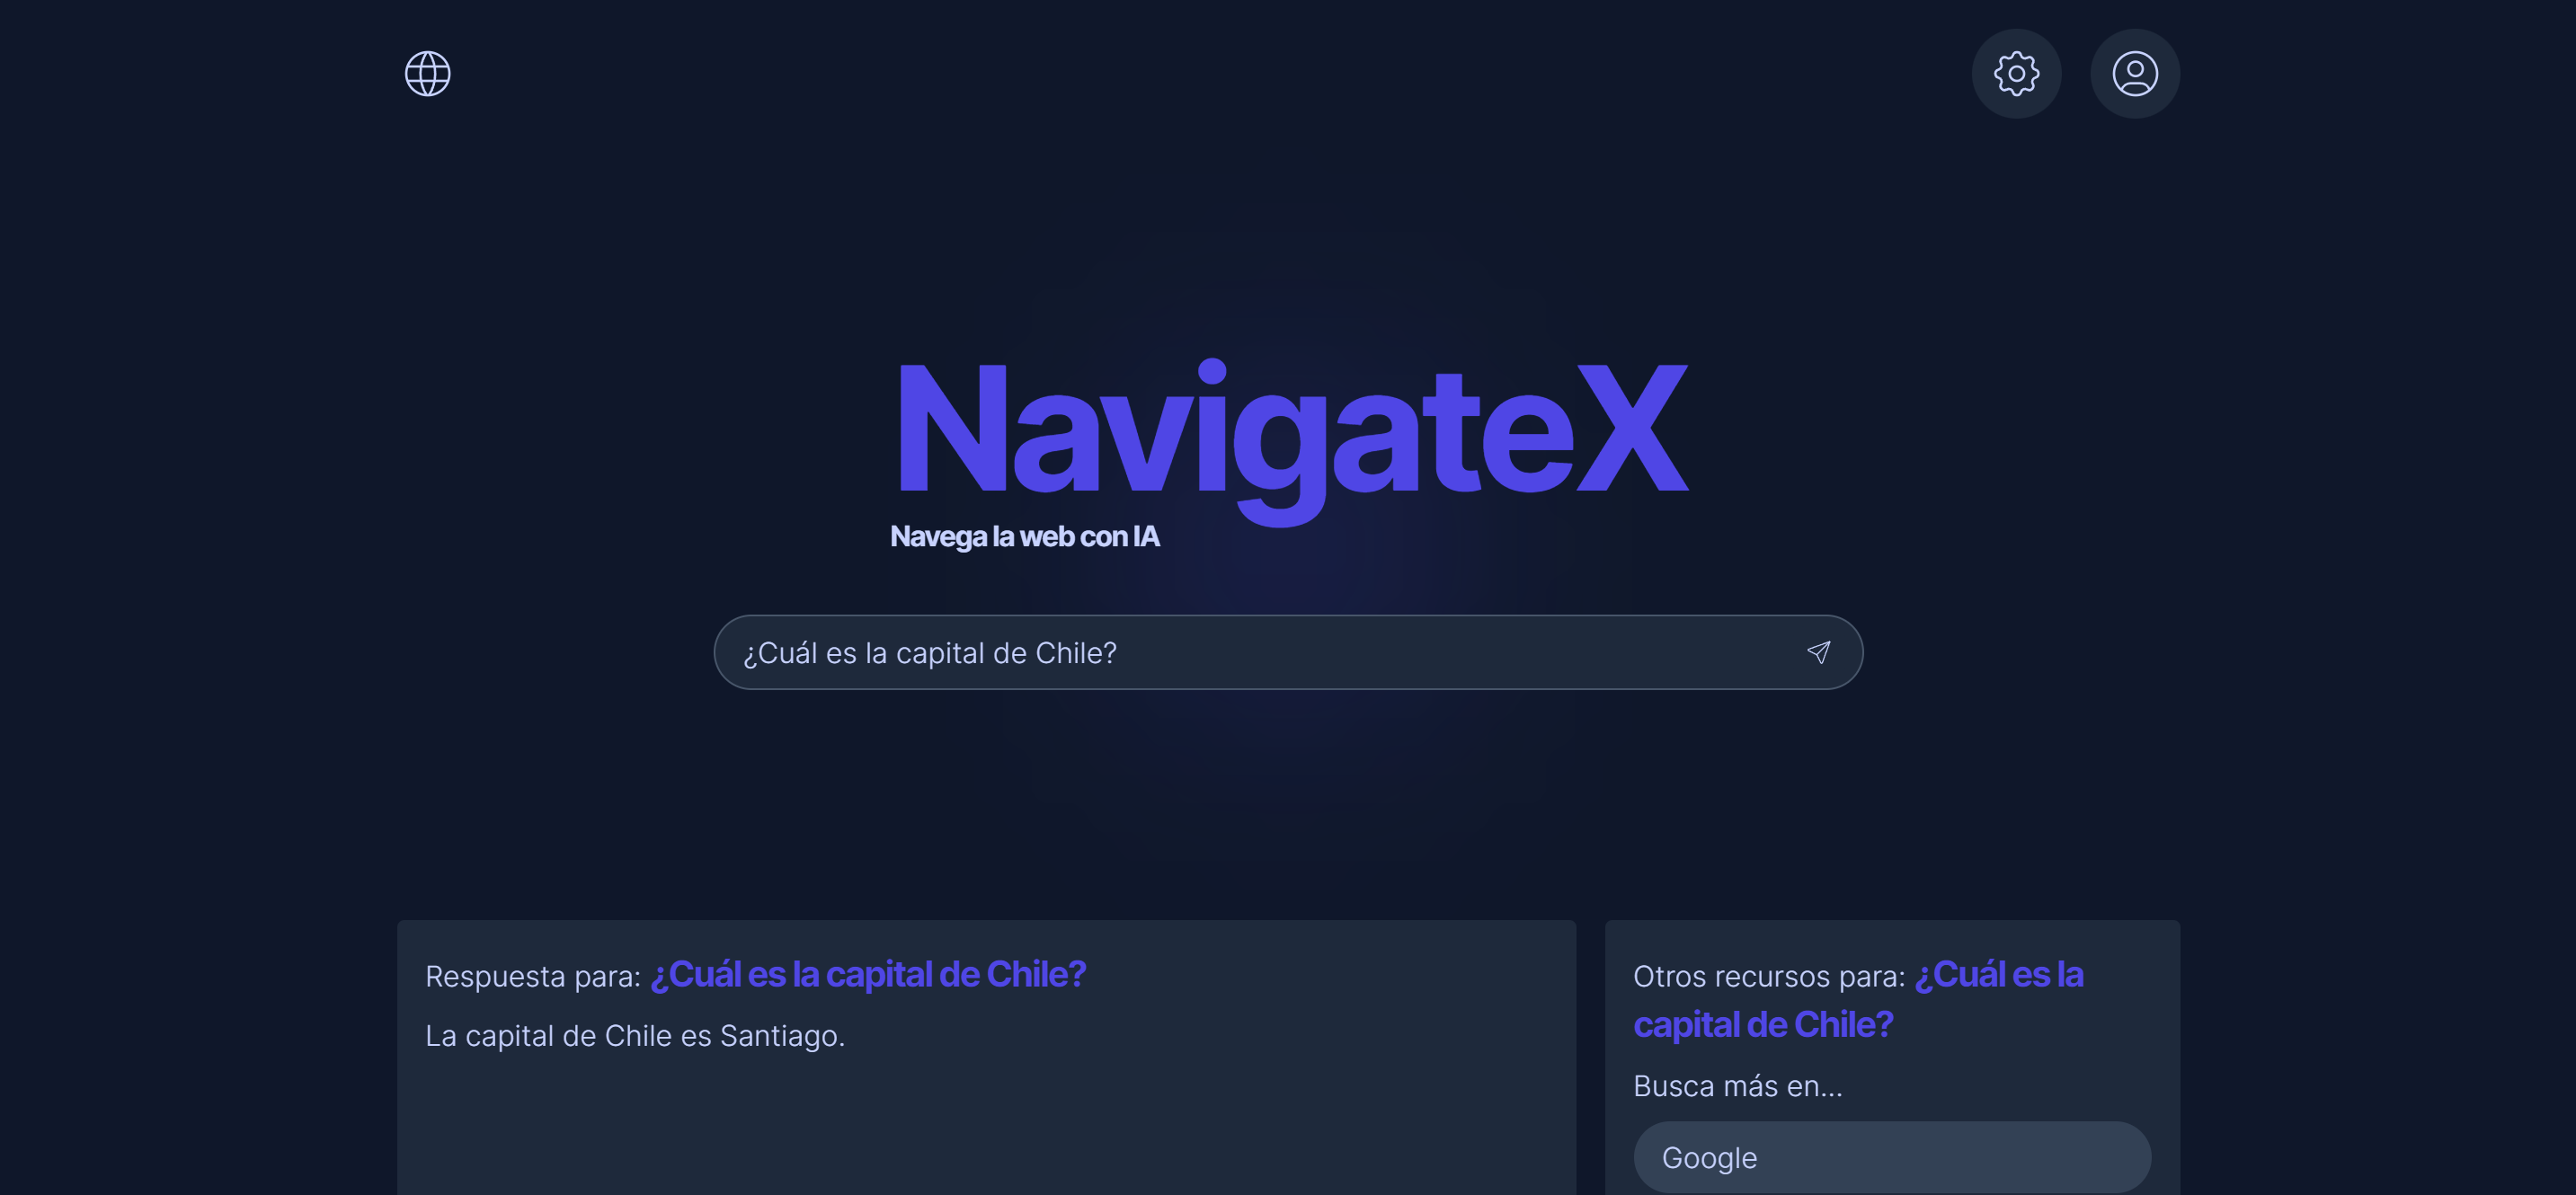 NavigateX
Navega la web con IA
¿Cuál es la capital de Chile?
Respuesta para: ¿Cuál es la capital de Chile?
La capital de Chile es Santiago.
Otros recursos para: ¿Cuál es la
capital de Chile?
Busca más en...
Google